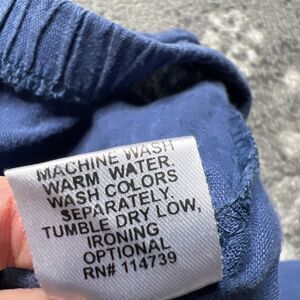 MACHINE WASH
WARM WATER.
WASH COLORS
SEPARATELY.
TUMBLE DRY LOW,
IRONING
OPTIONAL
RN# 114739